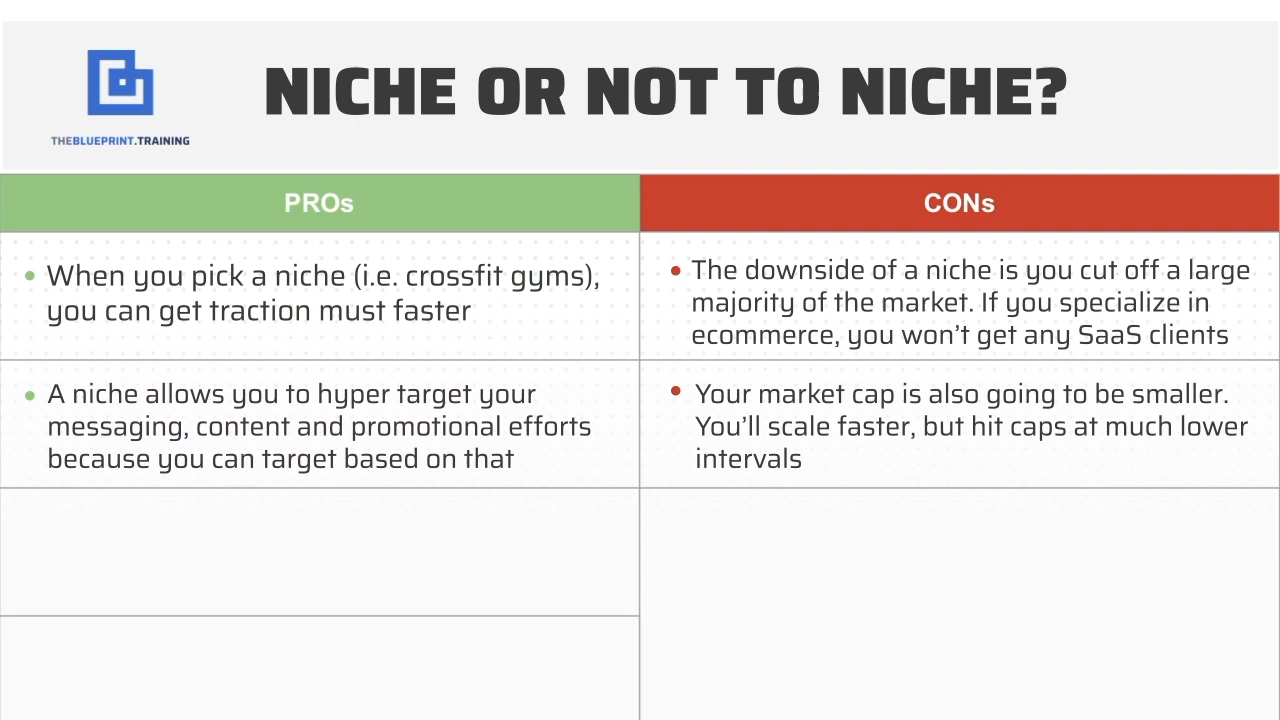 NICHE OR NOT TO NICHE?
THEBLUEPRINT.TRAINING
PROs
CONs
When you pick a niche (i.e. crossfit gyms),
you can get traction must faster
The downside of a niche is you cut off a large
majority of the market. If you specialize in
ecommerce, you won’t get any SaaS clients
A niche allows you to hyper target your
messaging, content and promotional efforts
because you can target based on that
Your market cap is also going to be smaller.
You’ll scale faster, but hit caps at much lower
intervals